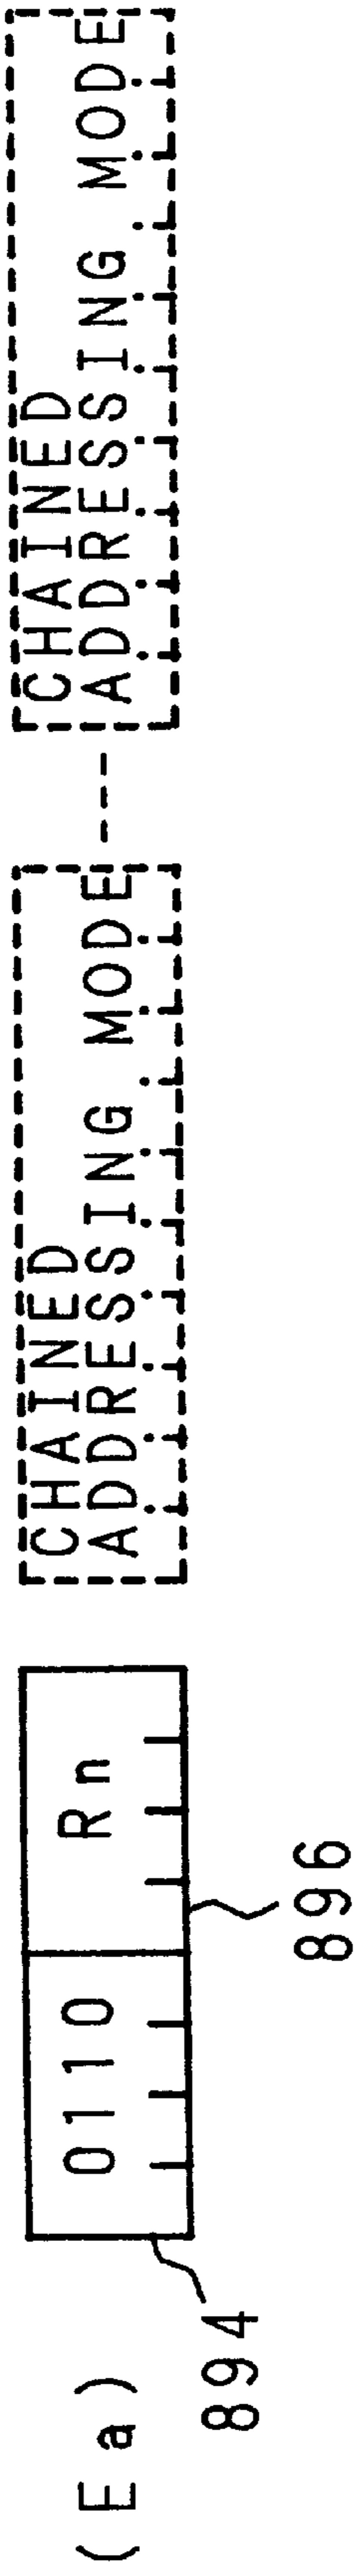 (Ea)
0110 Rn
CHAINED
ADDRESSING MODE
---
CHAINED
ADDRESSING MODE
894
896